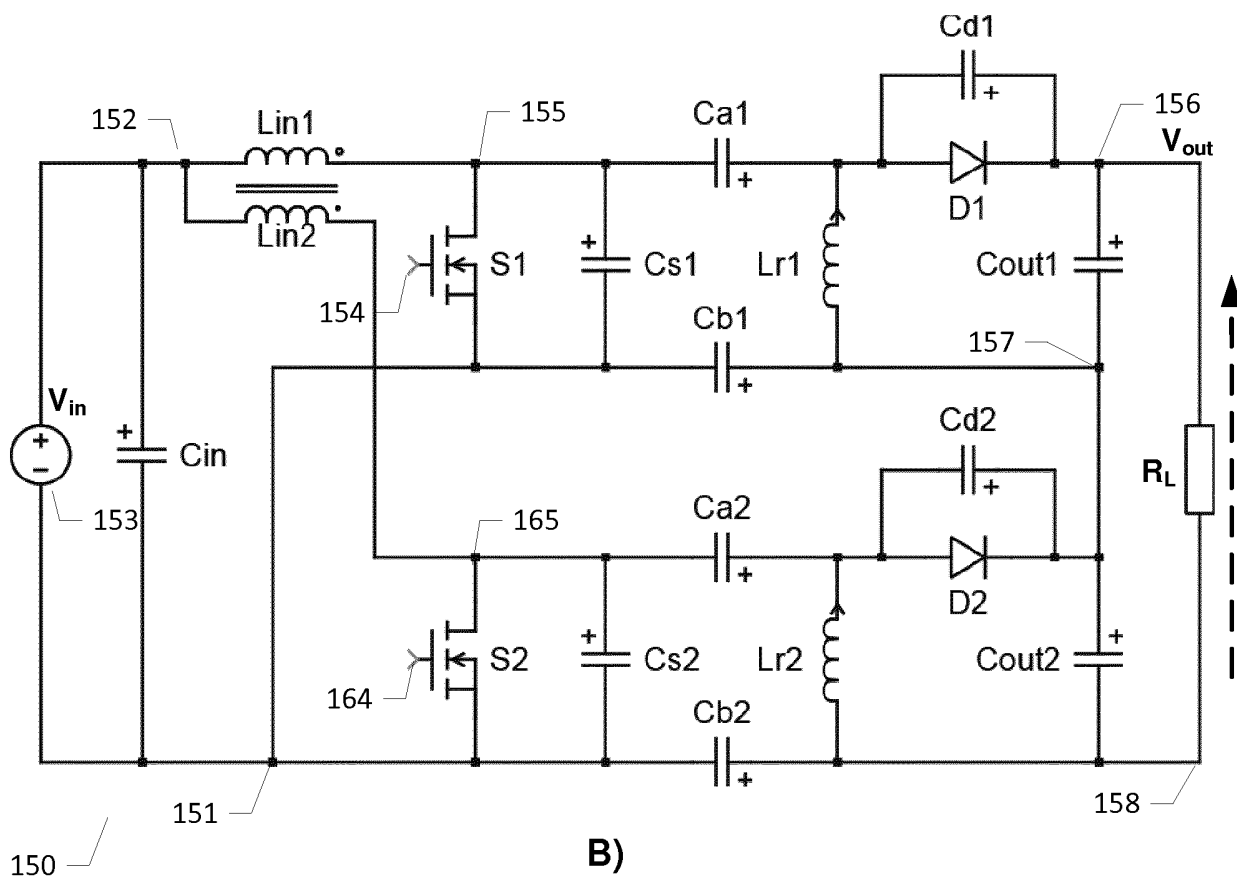 Cd1
152
Lin1
155
Ca1
156
Vout
D1
Lin2
S1
Cs1
Lr1
Cout1
154
Cb1
157
Vin
Cin
Cd2
RL
153
165
Ca2
D2
S2
Cs2
Lr2
Cout2
164
Cb2
151
158
150
B)